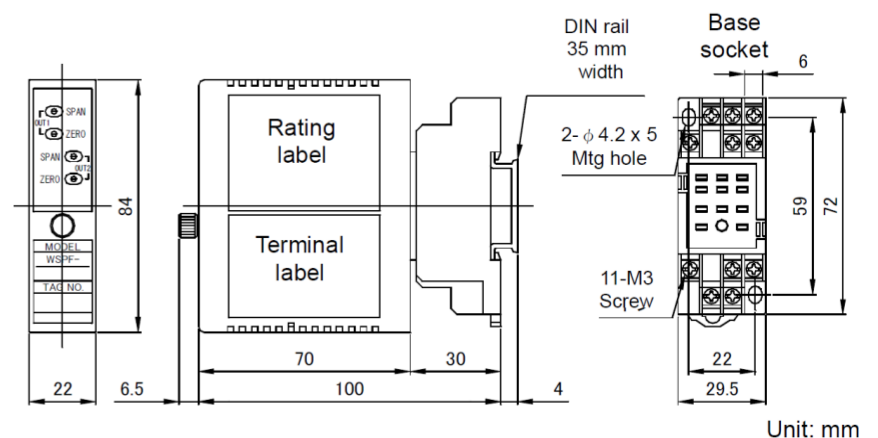 SPAN
OUT1
ZERO
SPAN
OUT2
ZERO
MODEL
WSPF-
TAG NO.
84
22
Rating
label
Terminal
label
6.5
70
30
100
4
DIN rail
35 mm
width
Base
socket
6
2- φ 4.2 x 5
Mtg hole
59
72
11-M3
Screw
22
29.5
Unit: mm